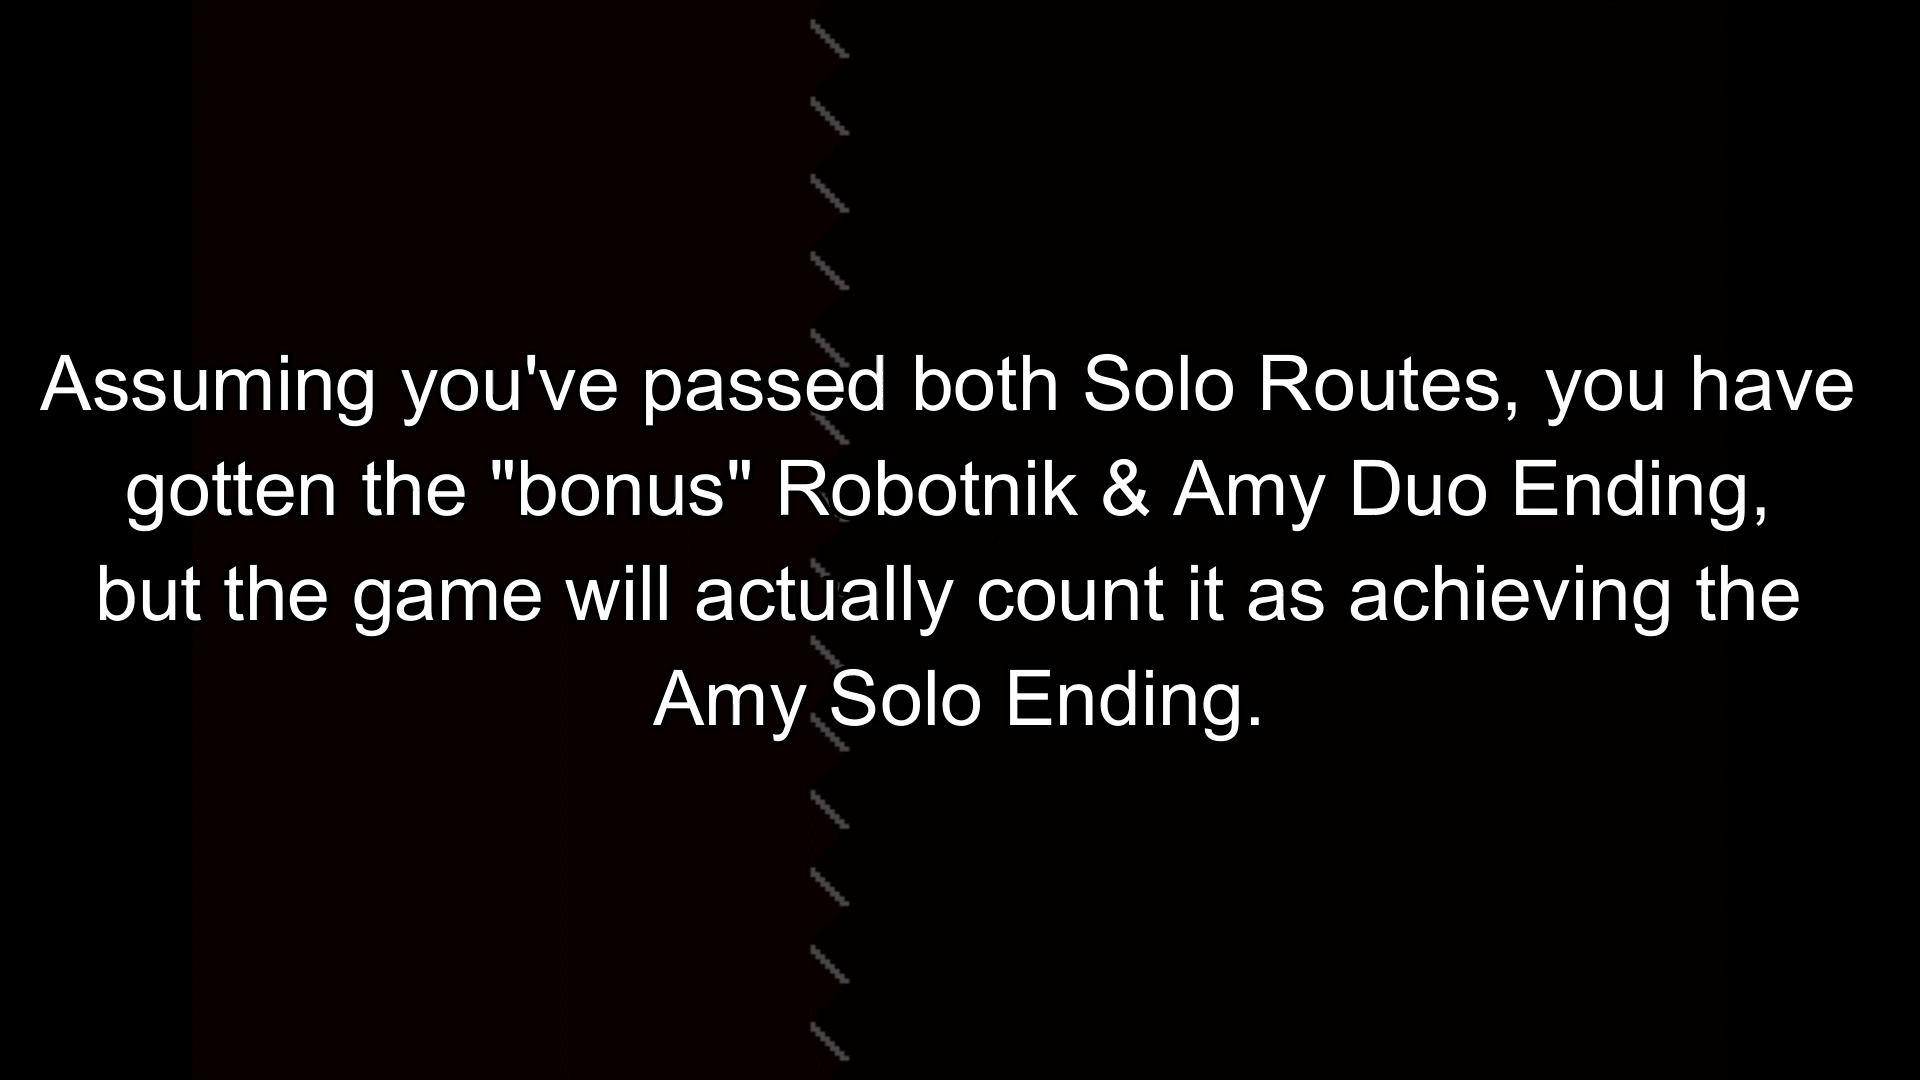 Assuming you've passed both Solo Routes, you have
gotten the "bonus" Robotnik & Amy Duo Ending,
but the game will actually count it as achieving the
Amy Solo Ending.